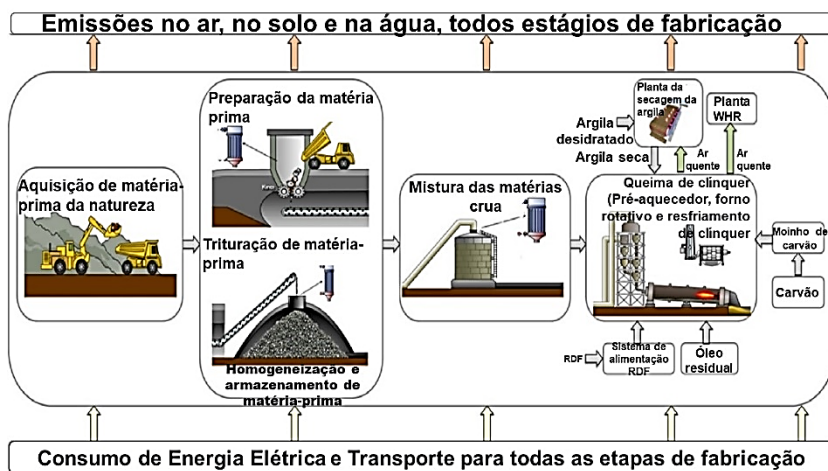 Emissões no ar, no solo e na água, todos estágios de fabricação
Aquisição de matéria-
prima da natureza
Preparação da matéria
prima
Trituração de matéria-
prima
Homogeneização e
armazenamento de
matéria-prima
Mistura das matérias
crua
Planta da
secagem da
argila
Planta
WHR
Argila
desidratado
Argila seca
Ar
quente
Ar
quente
Queima de clínquer
(Pré-aquecedor, forno
rotativo e resfriamento
de clínquer
Moinho de
carvão
Carvão
RDF
Sistema de
alimentação
RDF
Óleo
residual
Consumo de Energia Elétrica e Transporte para todas as etapas de fabricação